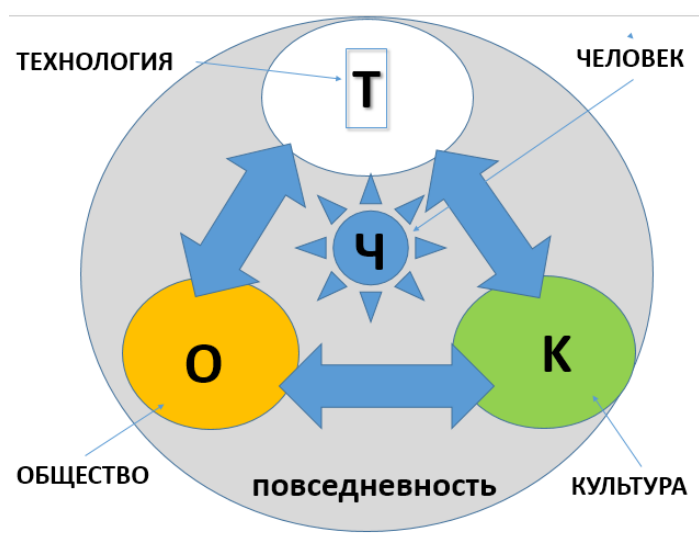 ТЕХНОЛОГИЯ
Т
ЧЕЛОВЕК
Ч
О
К
ОБЩЕСТВО
повседневность
КУЛЬТУРА